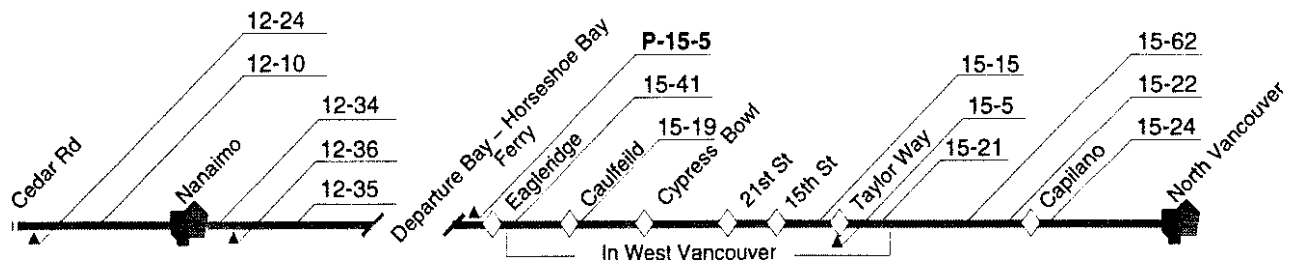 12-24
12-10
12-34
12-36
12-35
Cedar Rd
Nanaimo
Departure Bay – Horseshoe Bay
Ferry
P-15-5
15-41
15-19
Eagleridge
Caulfeild
Cypress Bowl
21st St
15th St
Taylor Way
15-15
15-5
15-21
15-62
15-22
15-24
Capilano
North Vancouver
In West Vancouver